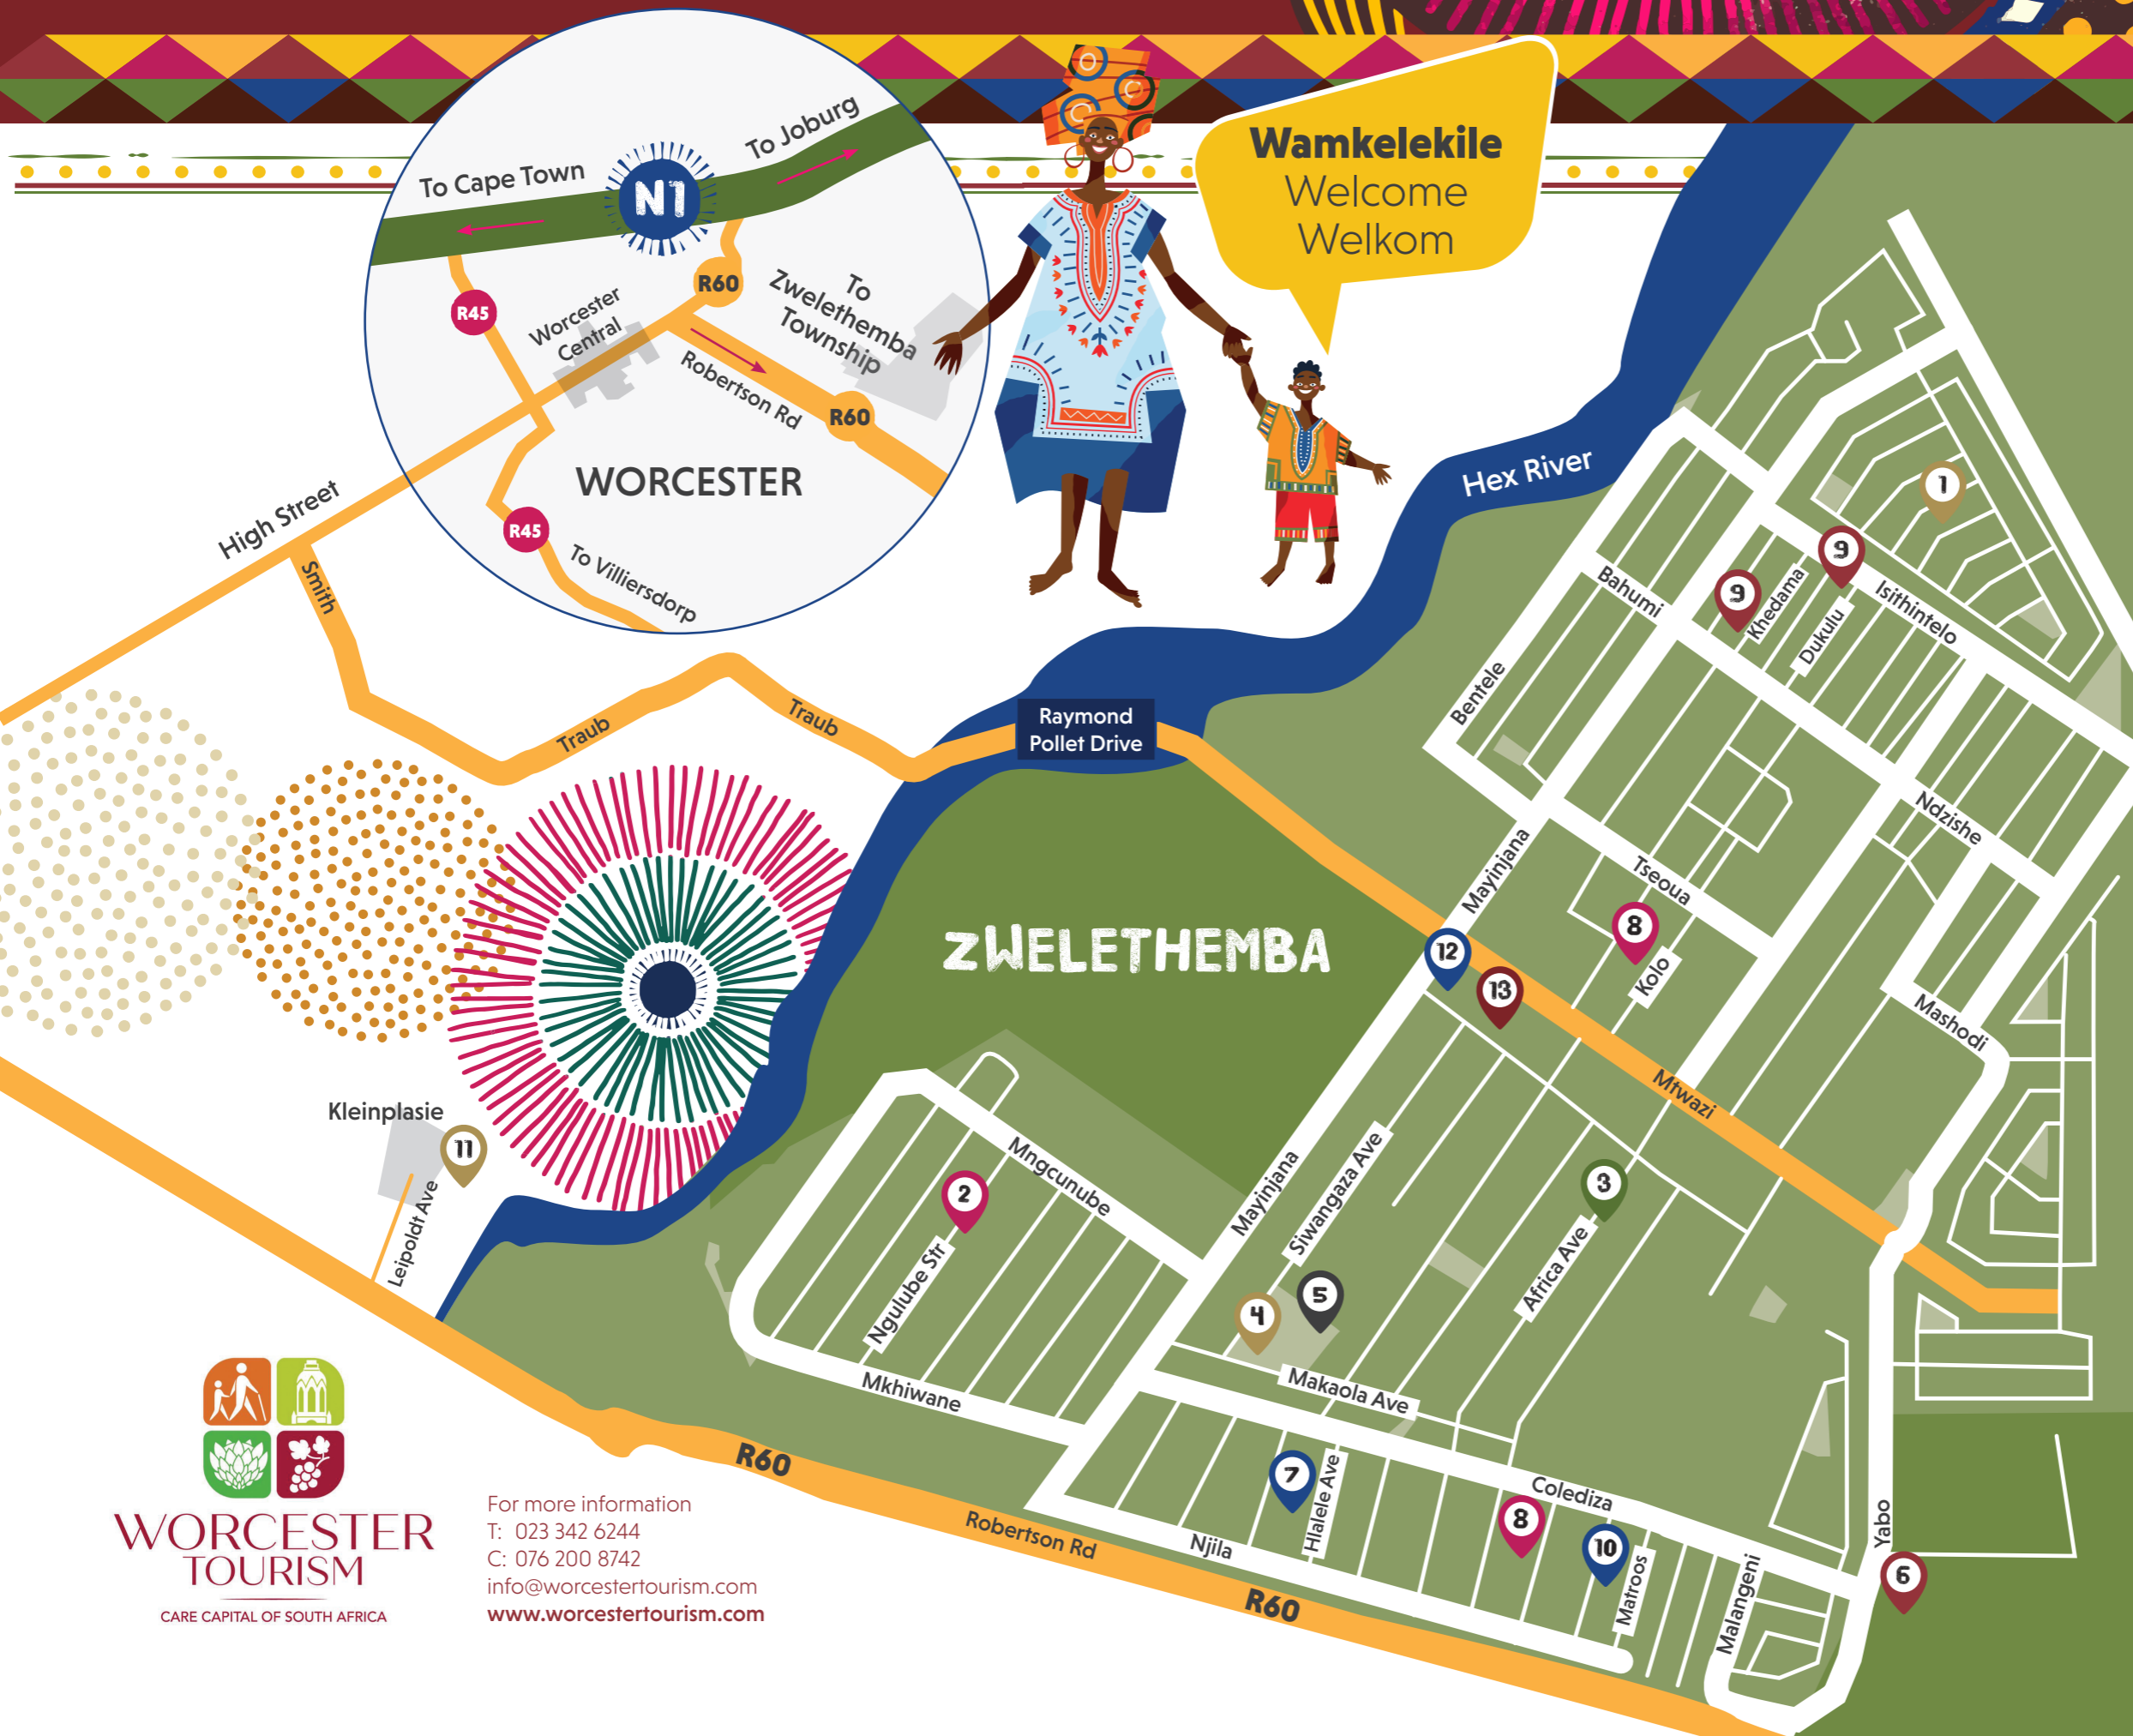 To Cape Town
N1
To Joburg
R45
R60
Worcester
Central
To
Zwelethemba
Township
Robertson Rd
R60
WORCESTER
R45
To Villiersdorp
Wamkelekile
Welcome
Welkom
High Street
Smith
Traub
Traub
Raymond
Pollet Drive
Hex River
1
9
9
Khedama
Dukulu
Isithintelo
Bahumi
Bentele
Ndzishe
Mayinjana
Tseoua
8
Kolo
12
13
Mashodi
Mtwazi
ZWELETHEMBA
Kleinplasie
11
Leipoldt Ave
2
Mngcunube
Ngulube Str
Mkhiwane
Mayinjana
Siwangaza Ave
3
Africa Ave
4
5
Makaola Ave
7
Hlalele Ave
Colediza
8
10
Matroos
Malangeni
Yabo
6
Njila
R60
Robertson Rd
R60
WORCESTER
TOURISM
CARE CAPITAL OF SOUTH AFRICA
For more information
T: 023 342 6244
C: 076 200 8742
info@worcestertourism.com
www.worcestertourism.com